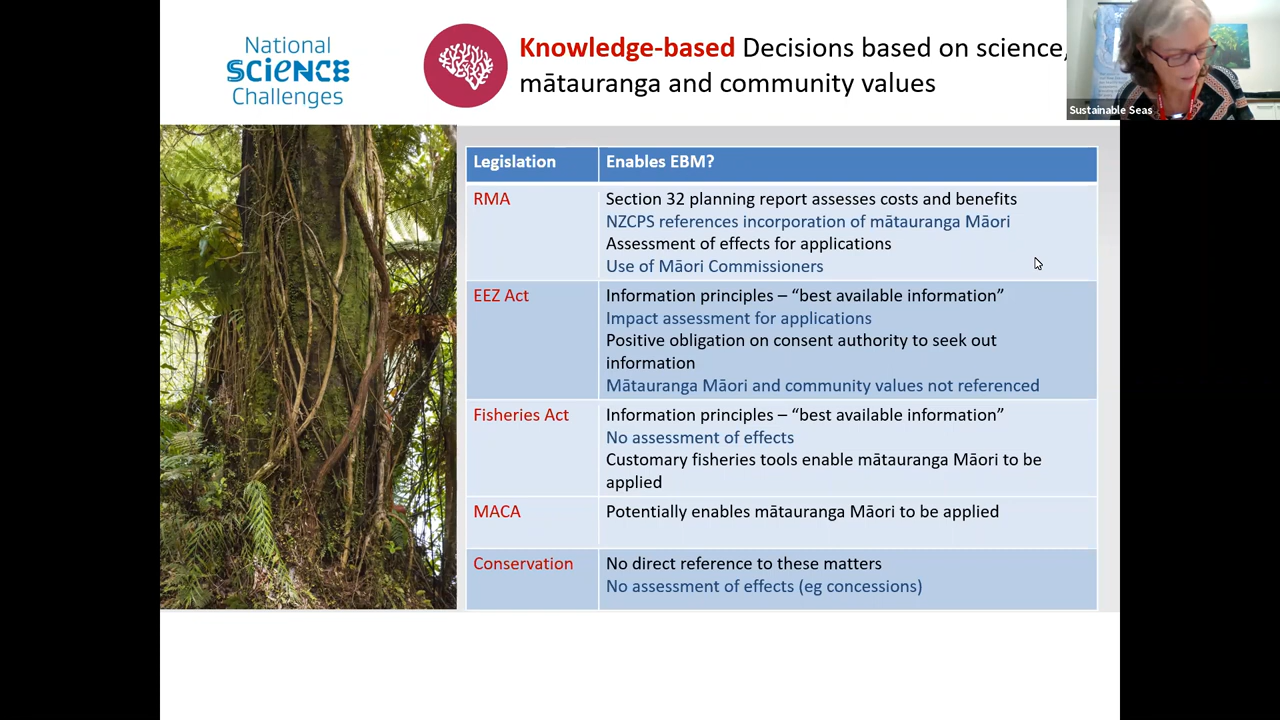 National
SCIENCE
Challenges
Knowledge-based Decisions based on science,
mātauranga and community values
Sustainable Seas
Legislation
Enables EBM?
RMA
Section 32 planning report assesses costs and benefits
NZCPS references incorporation of mātauranga Māori
Assessment of effects for applications
Use of Māori Commissioners
EEZ Act
Information principles – “best available information”
Impact assessment for applications
Positive obligation on consent authority to seek out
information
Mātauranga Māori and community values not referenced
Fisheries Act
Information principles – “best available information”
No assessment of effects
Customary fisheries tools enable mātauranga Māori to be
applied
MACA
Potentially enables mātauranga Māori to be applied
Conservation
No direct reference to these matters
No assessment of effects (eg concessions)